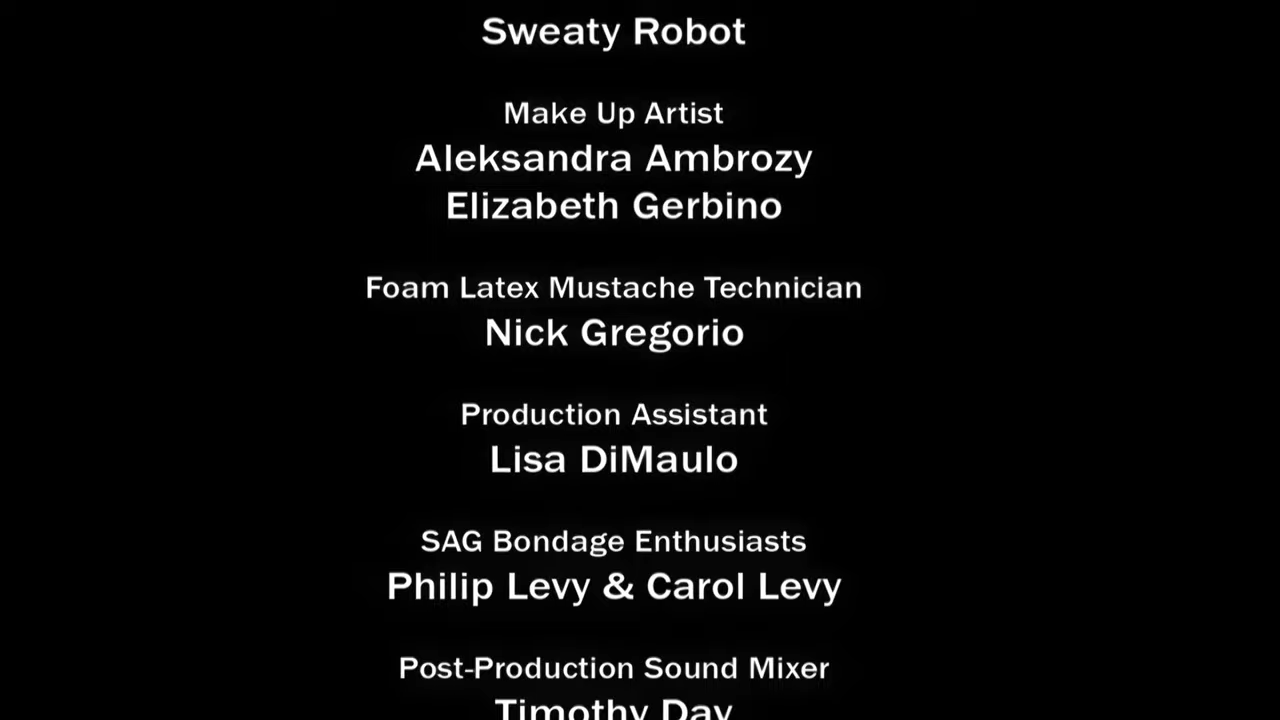 Sweaty Robot
Make Up Artist
Aleksandra Ambrozy
Elizabeth Gerbino
Foam Latex Mustache Technician
Nick Gregorio
Production Assistant
Lisa DiMaulo
SAG Bondage Enthusiasts
Philip Levy & Carol Levy
Post-Production Sound Mixer
Timothy Day